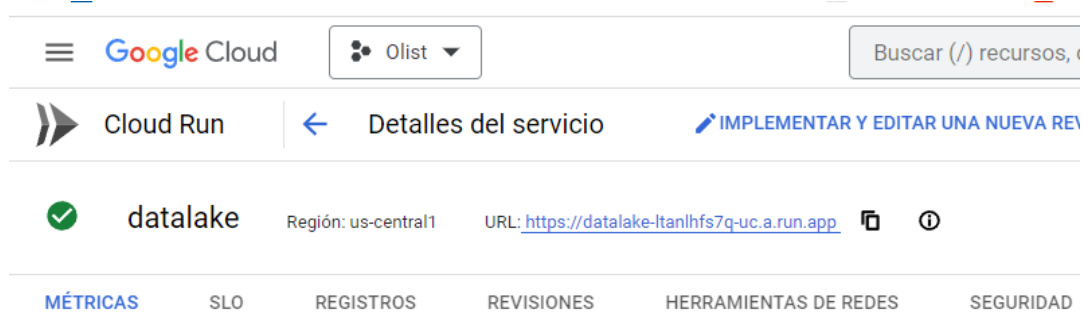 Google Cloud Olist Buscar (/) recursos,
Cloud Run Detalles del servicio IMPLEMENTAR Y EDITAR UNA NUEVA REV
datalake Región: us-central1 URL: https://datalake-ltanlhfs7q-uc.a.run.app
MÉTRICAS SLO REGISTROS REVISIONES HERRAMIENTAS DE REDES SEGURIDAD